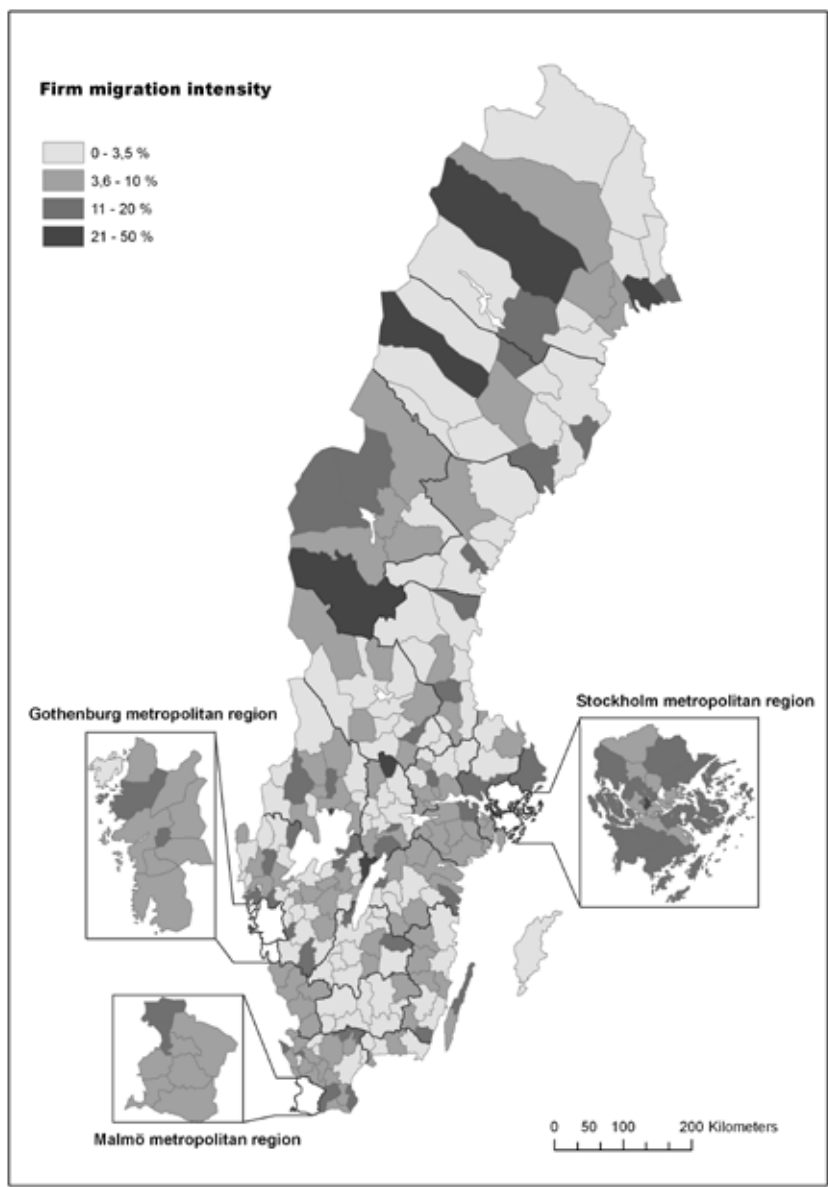 Firm migration intensity
0 - 3,5 %
3,6 - 10 %
11 - 20 %
21 - 50 %
Gothenburg metropolitan region
Stockholm metropolitan region
Malmö metropolitan region
0 50 100 200 Kilometers